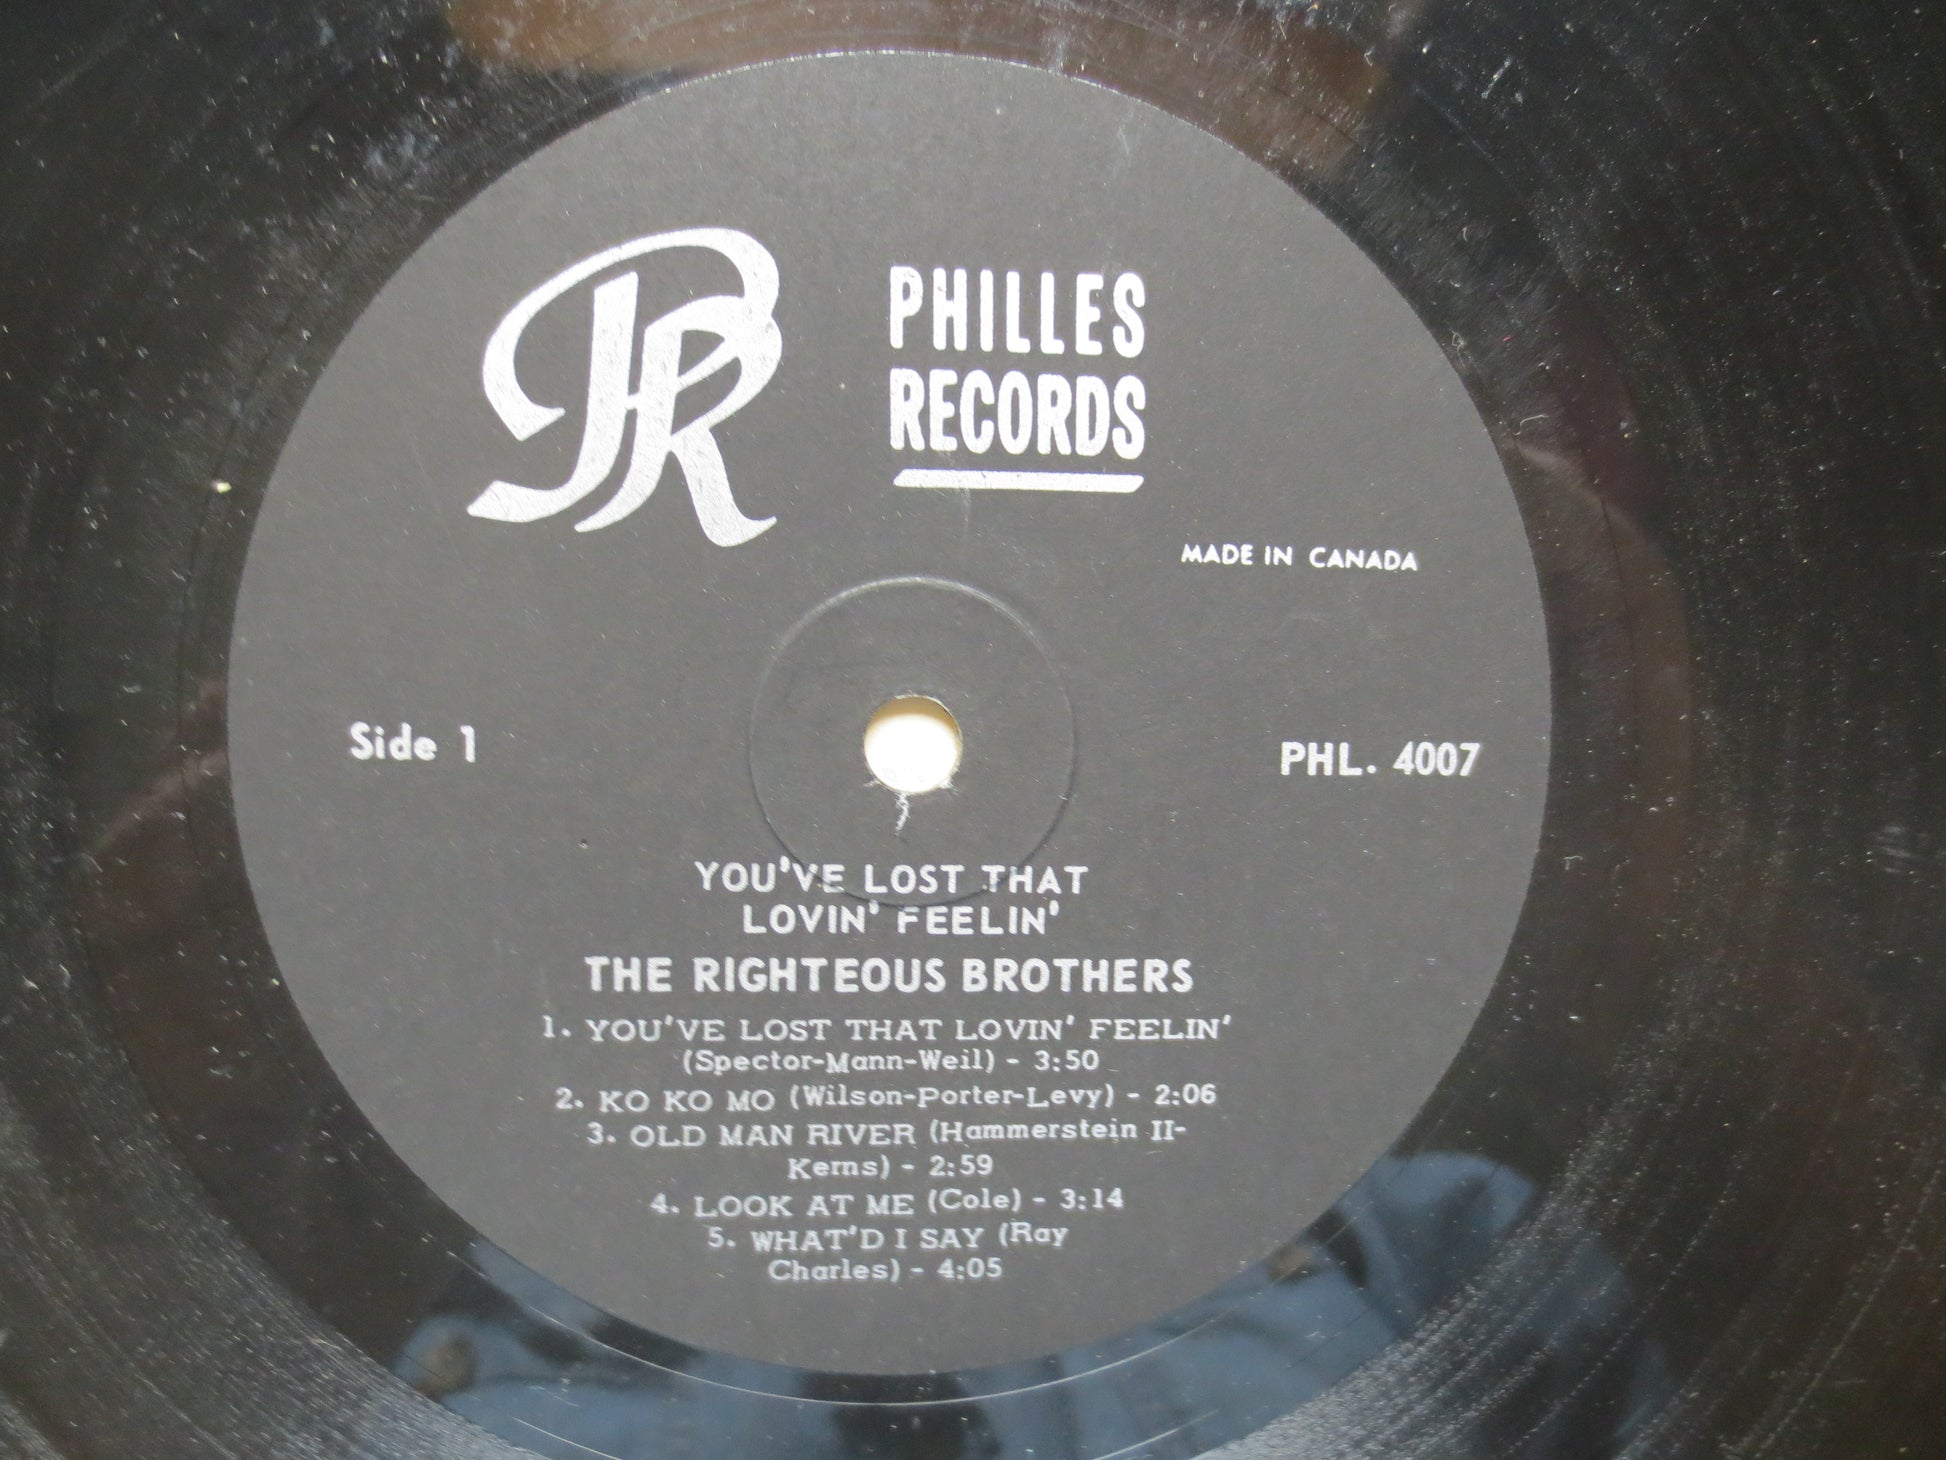 PR
PHILLES
RECORDS
MADE IN CANADA
Side 1
PHL. 4007
YOU'VE LOST THAT
LOVIN' FEELIN'
THE RIGHTEOUS BROTHERS
1. YOU'VE LOST THAT LOVIN' FEELIN'
(Spector-Mann-Weil) - 3:50
2. KO KO MO (Wilson-Porter-Levy) - 2:06
3. OLD MAN RIVER (Hammerstein II-
Kerns) - 2:59
4. LOOK AT ME (Cole) - 3:14
5. WHAT'D I SAY (Ray
Charles) - 4:05